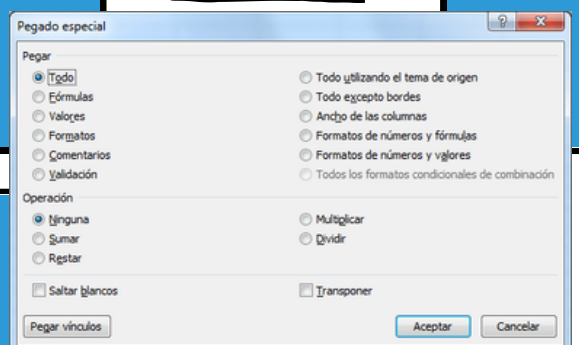 Pegado especial
Pegar
Todo
Fórmulas
Valores
Formatos
Comentarios
Validación
Todo utilizando el tema de origen
Todo excepto bordes
Ancho de las columnas
Formatos de números y fórmulas
Formatos de números y valores
Todos los formatos condicionales de combinación
Operación
Ninguna
Sumar
Restar
Multiplicar
Dividir
Saltar blancos
Transponer
Pegar vínculos
Aceptar
Cancelar